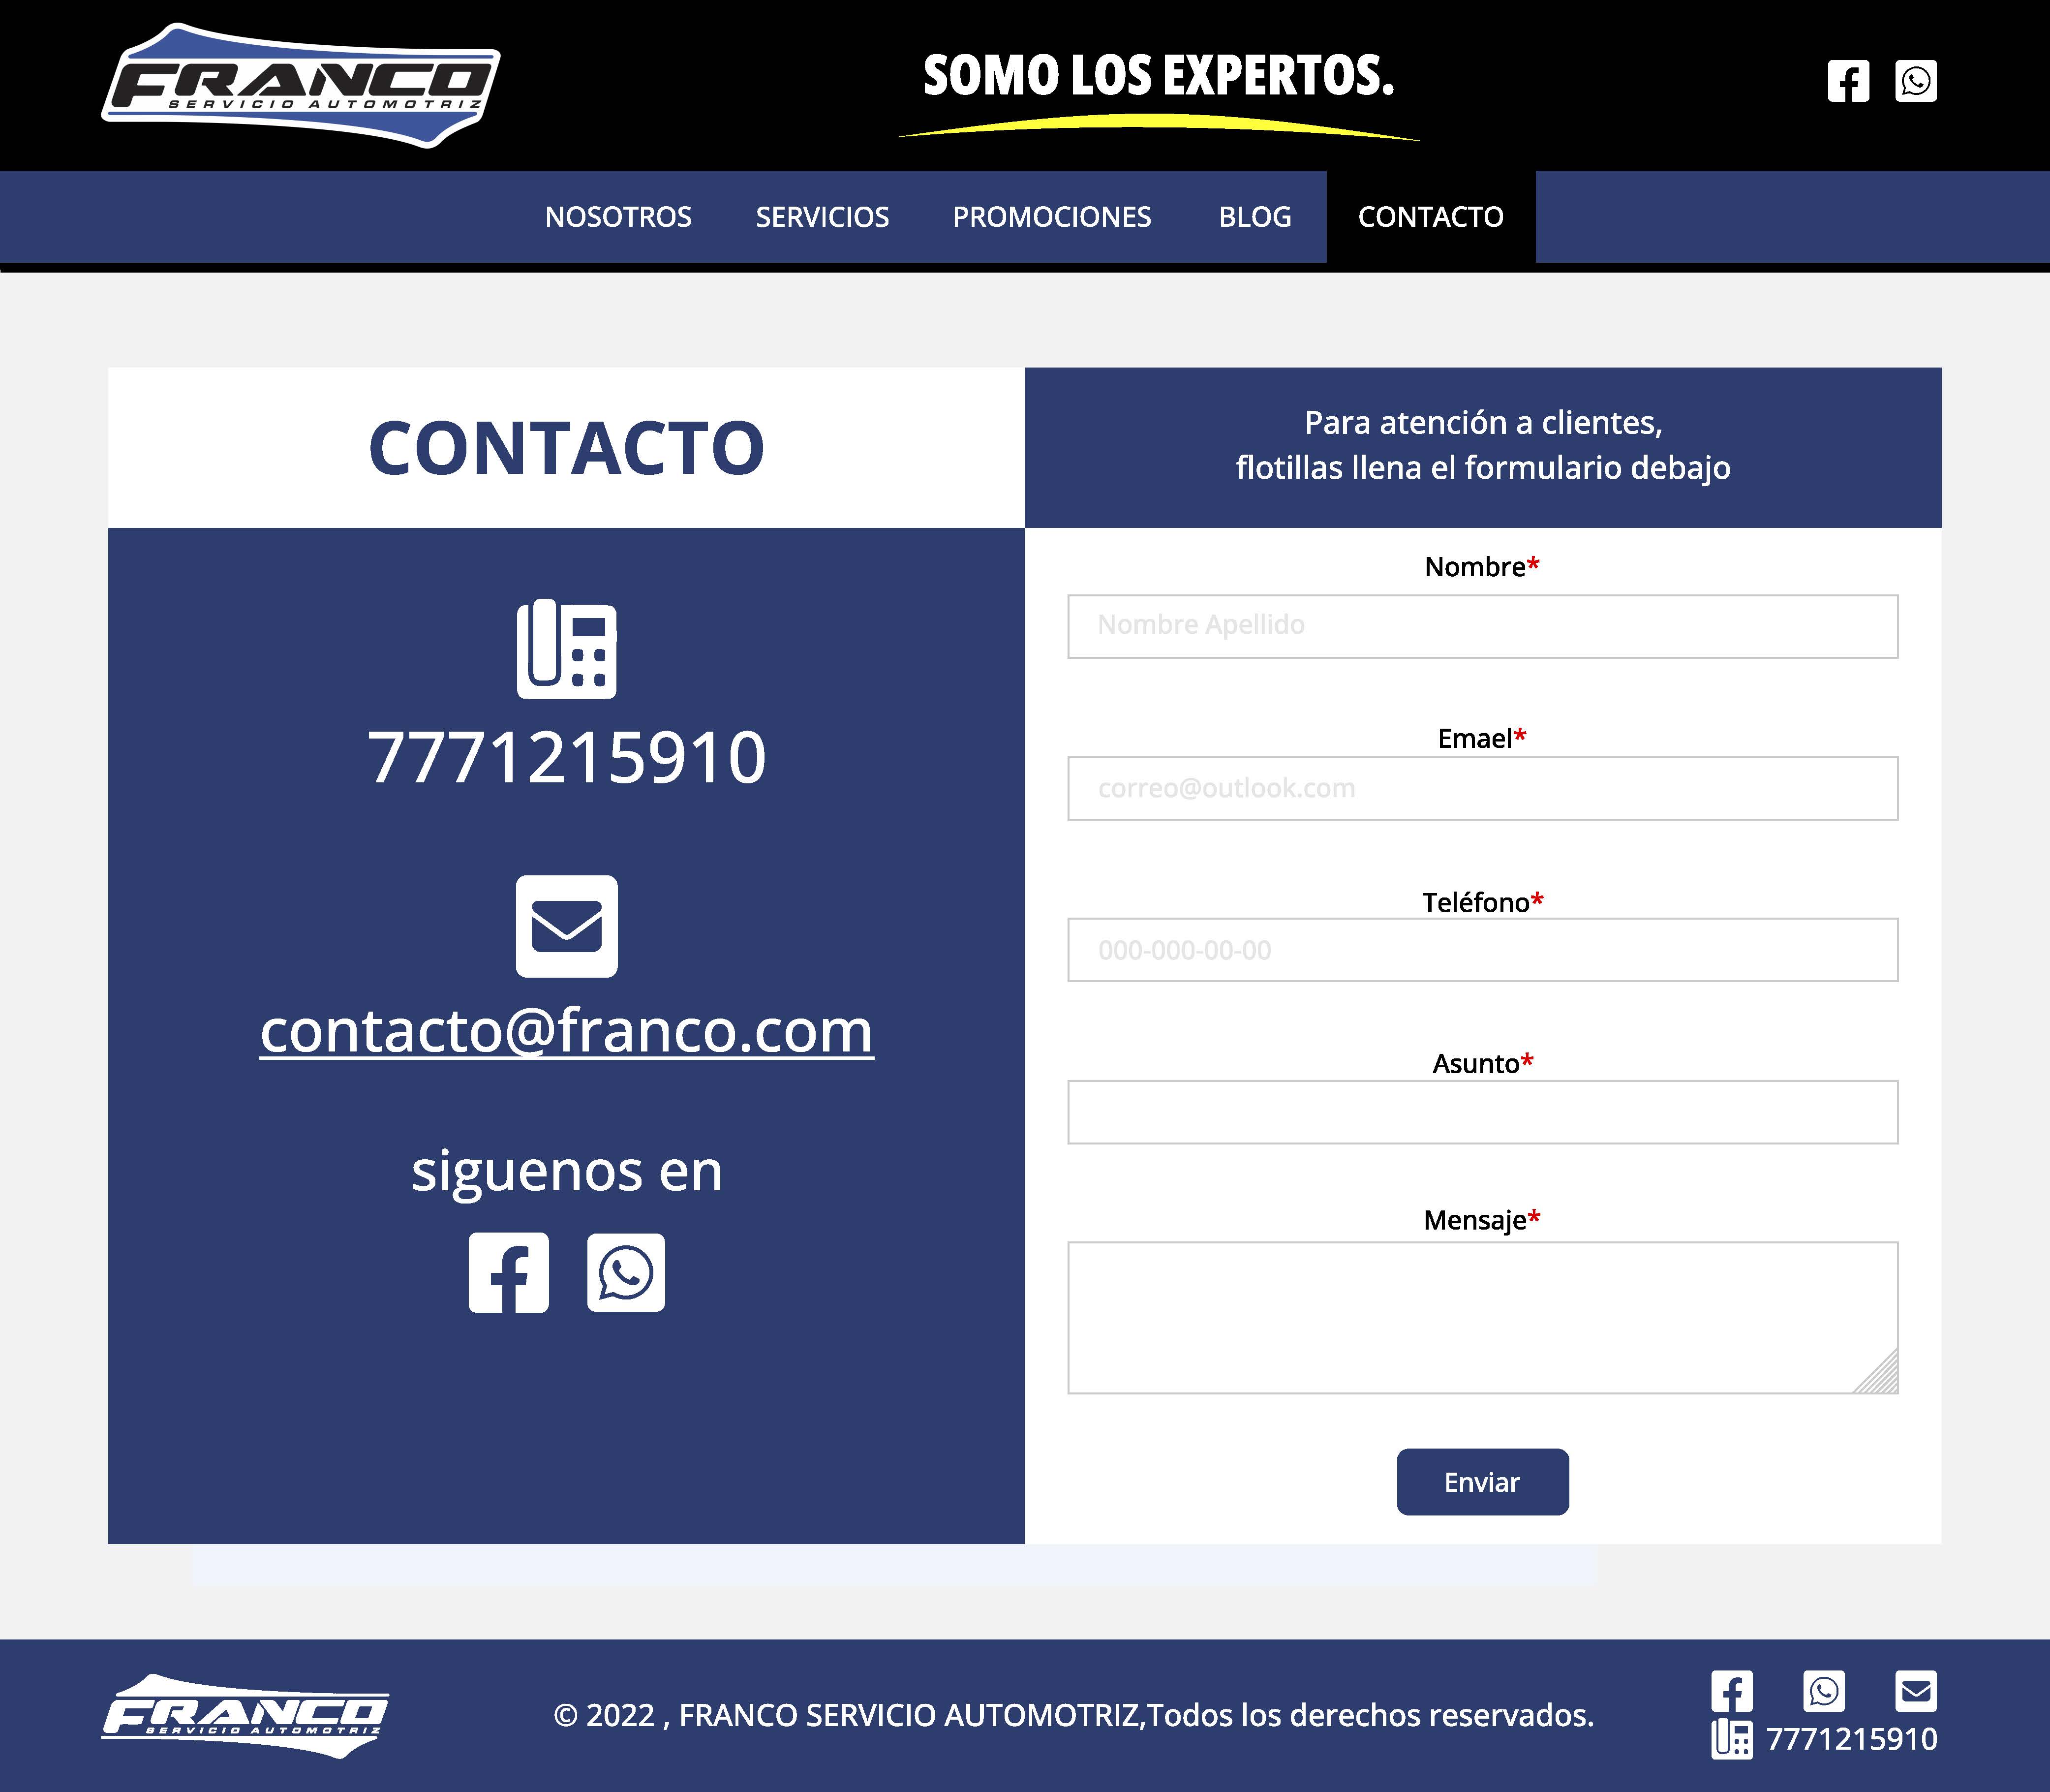 FRANCO
SERVICIO AUTOMOTRIZ
SOMO LOS EXPERTOS.
NOSOTROS SERVICIOS PROMOCIONES BLOG CONTACTO
CONTACTO
7771215910
contacto@franco.com
siguenos en
Para atención a clientes,
flotillas llena el formulario debajo
Nombre*
Nombre Apellido
Emael*
correo@outlook.com
Teléfono*
000-000-00-00
Asunto*
Mensaje*
Enviar
FRANCO
SERVICIO AUTOMOTRIZ
© 2022 , FRANCO SERVICIO AUTOMOTRIZ,Todos los derechos reservados.
7771215910